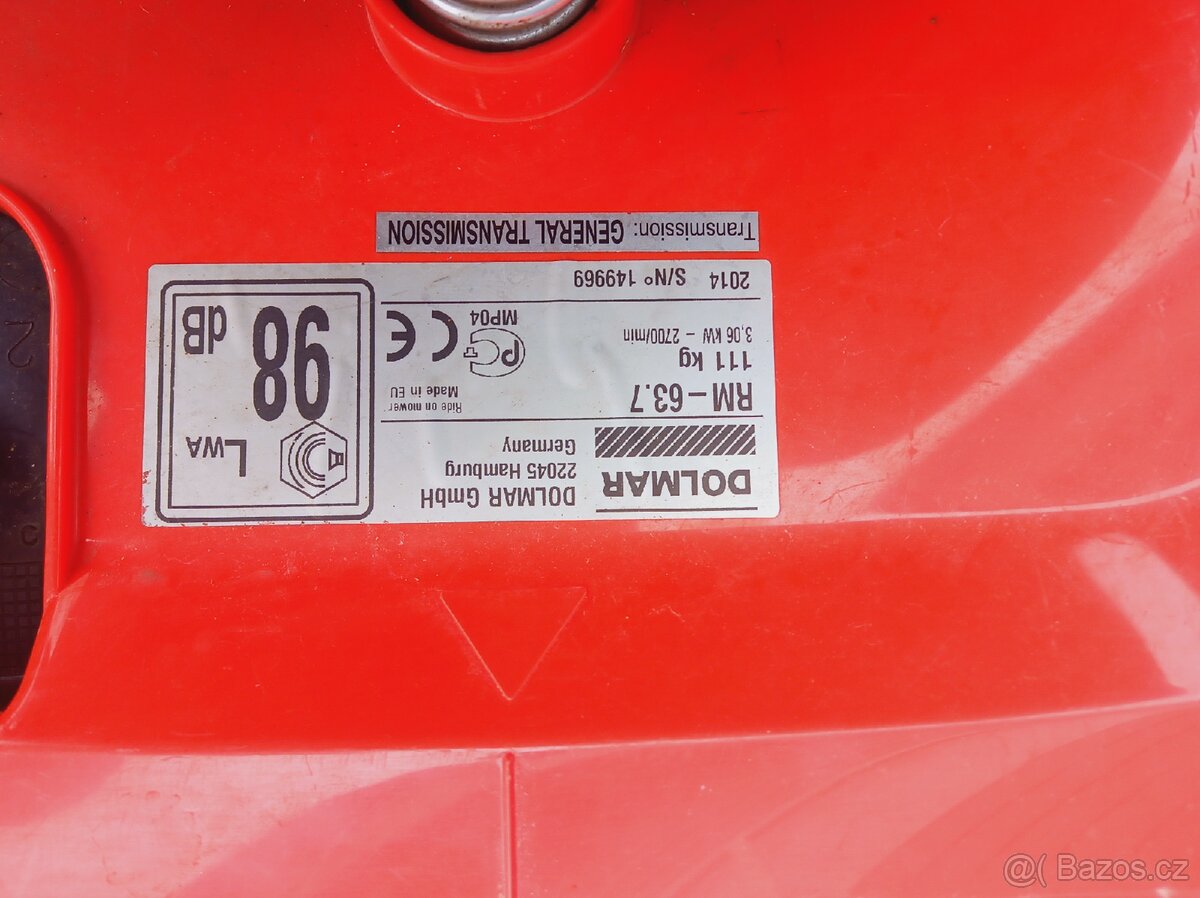 DOLMAR
DOLMAR GmbH
22045 Hamburg
Germany
RM – 63.7
111 kg
3,06 kW – 2700/min
Ride on mower
Made in EU
MP04
CE
2014 S/N° 149969
LWA
98 dB
Transmission: GENERAL TRANSMISSION
@( Bazos.cz